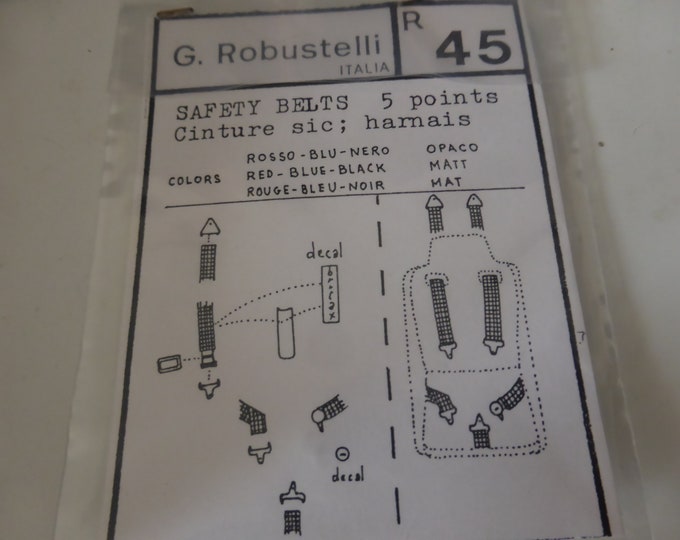 G. Robustelli
ITALIA
R
45
SAFETY BELTS 5 points
Cinture sic; harnais
COLORS
ROSSO-BLU-NERO OPACO
RED-BLUE-BLACK MATT
ROUGE-BLEU-NOIR MAT
decal
britax
decal